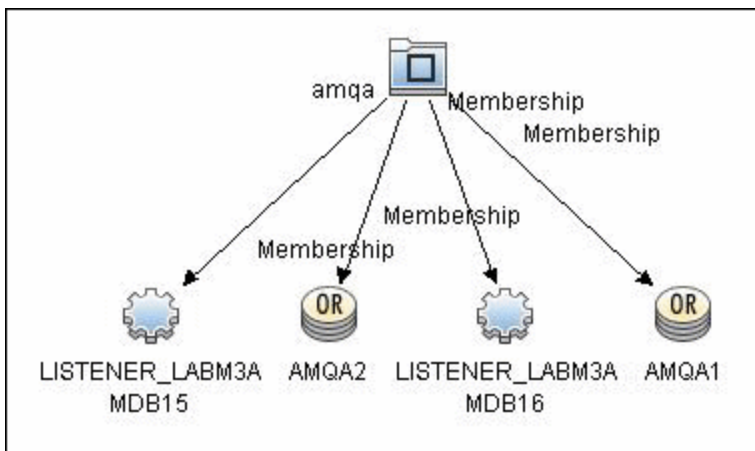 amqa
Membership
Membership
Membership
Membership
OR
OR
LISTENER_LABM3A
MDB15
AMQA2
LISTENER_LABM3A
MDB16
AMQA1